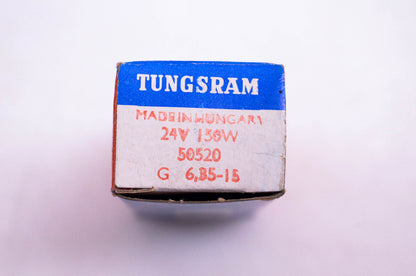 TUNGSRAM
MADE IN HUNGARY
24V 150W
50520
G 6,35-15